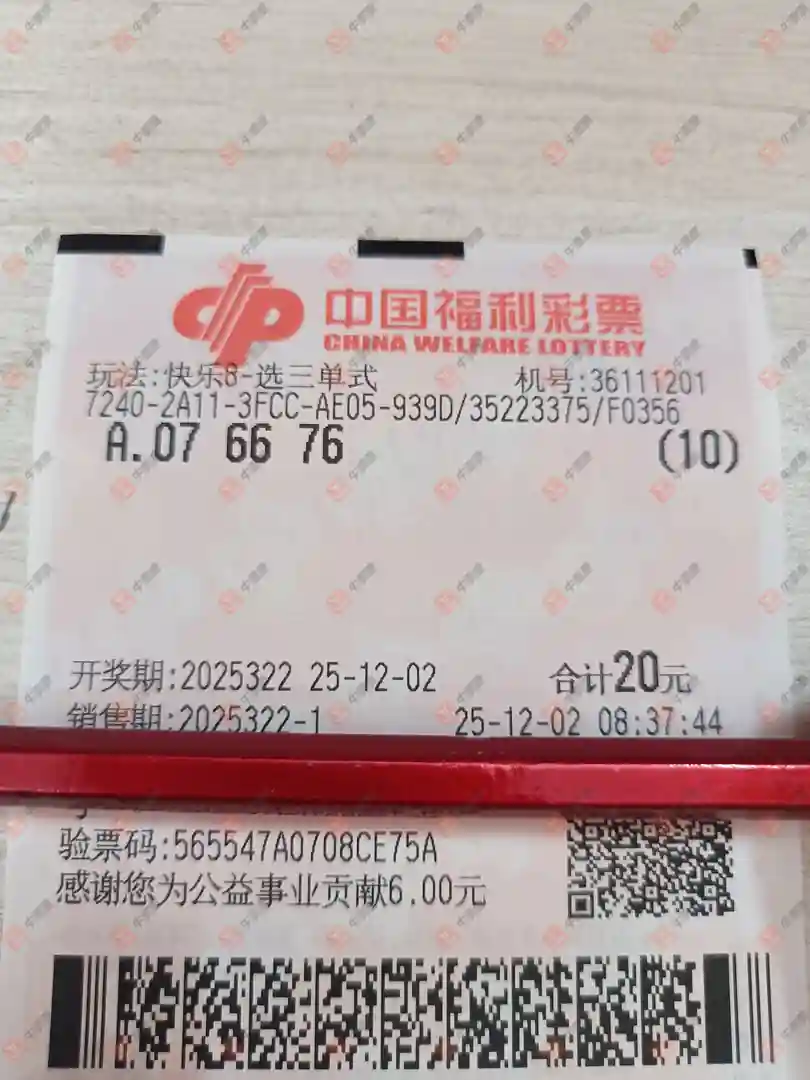 中国福利彩票
CHINA WELFARE LOTTERY
玩法:快乐8-选三单式 机号:36111201
7240-2A11-3FCC-AE05-939D/35223375/F0356
A.07 66 76 (10)
开奖期:2025322 25-12-02 合计20元
销售期:2025322-1 25-12-02 08:37:44
验票码:565547A0708CE75A
感谢您为公益事业贡献6.00元